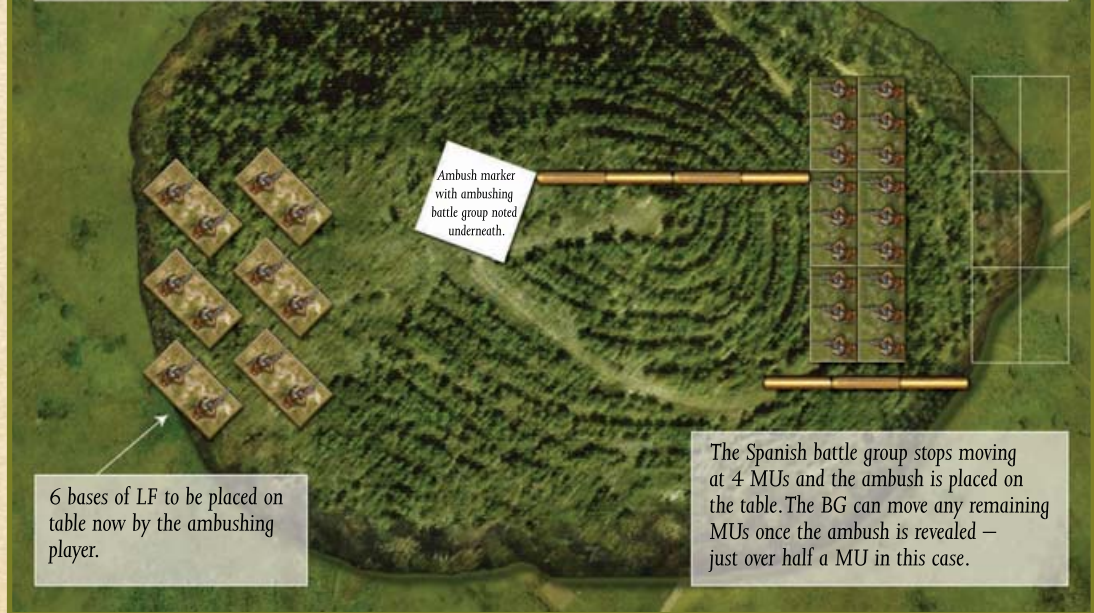 Ambush marker
with ambushing
battle group noted
underneath.
6 bases of LF to be placed on
table now by the ambushing
player.
The Spanish battle group stops moving
at 4 MUs and the ambush is placed on
the table. The BG can move any remaining
MUs once the ambush is revealed –
just over half a MU in this case.